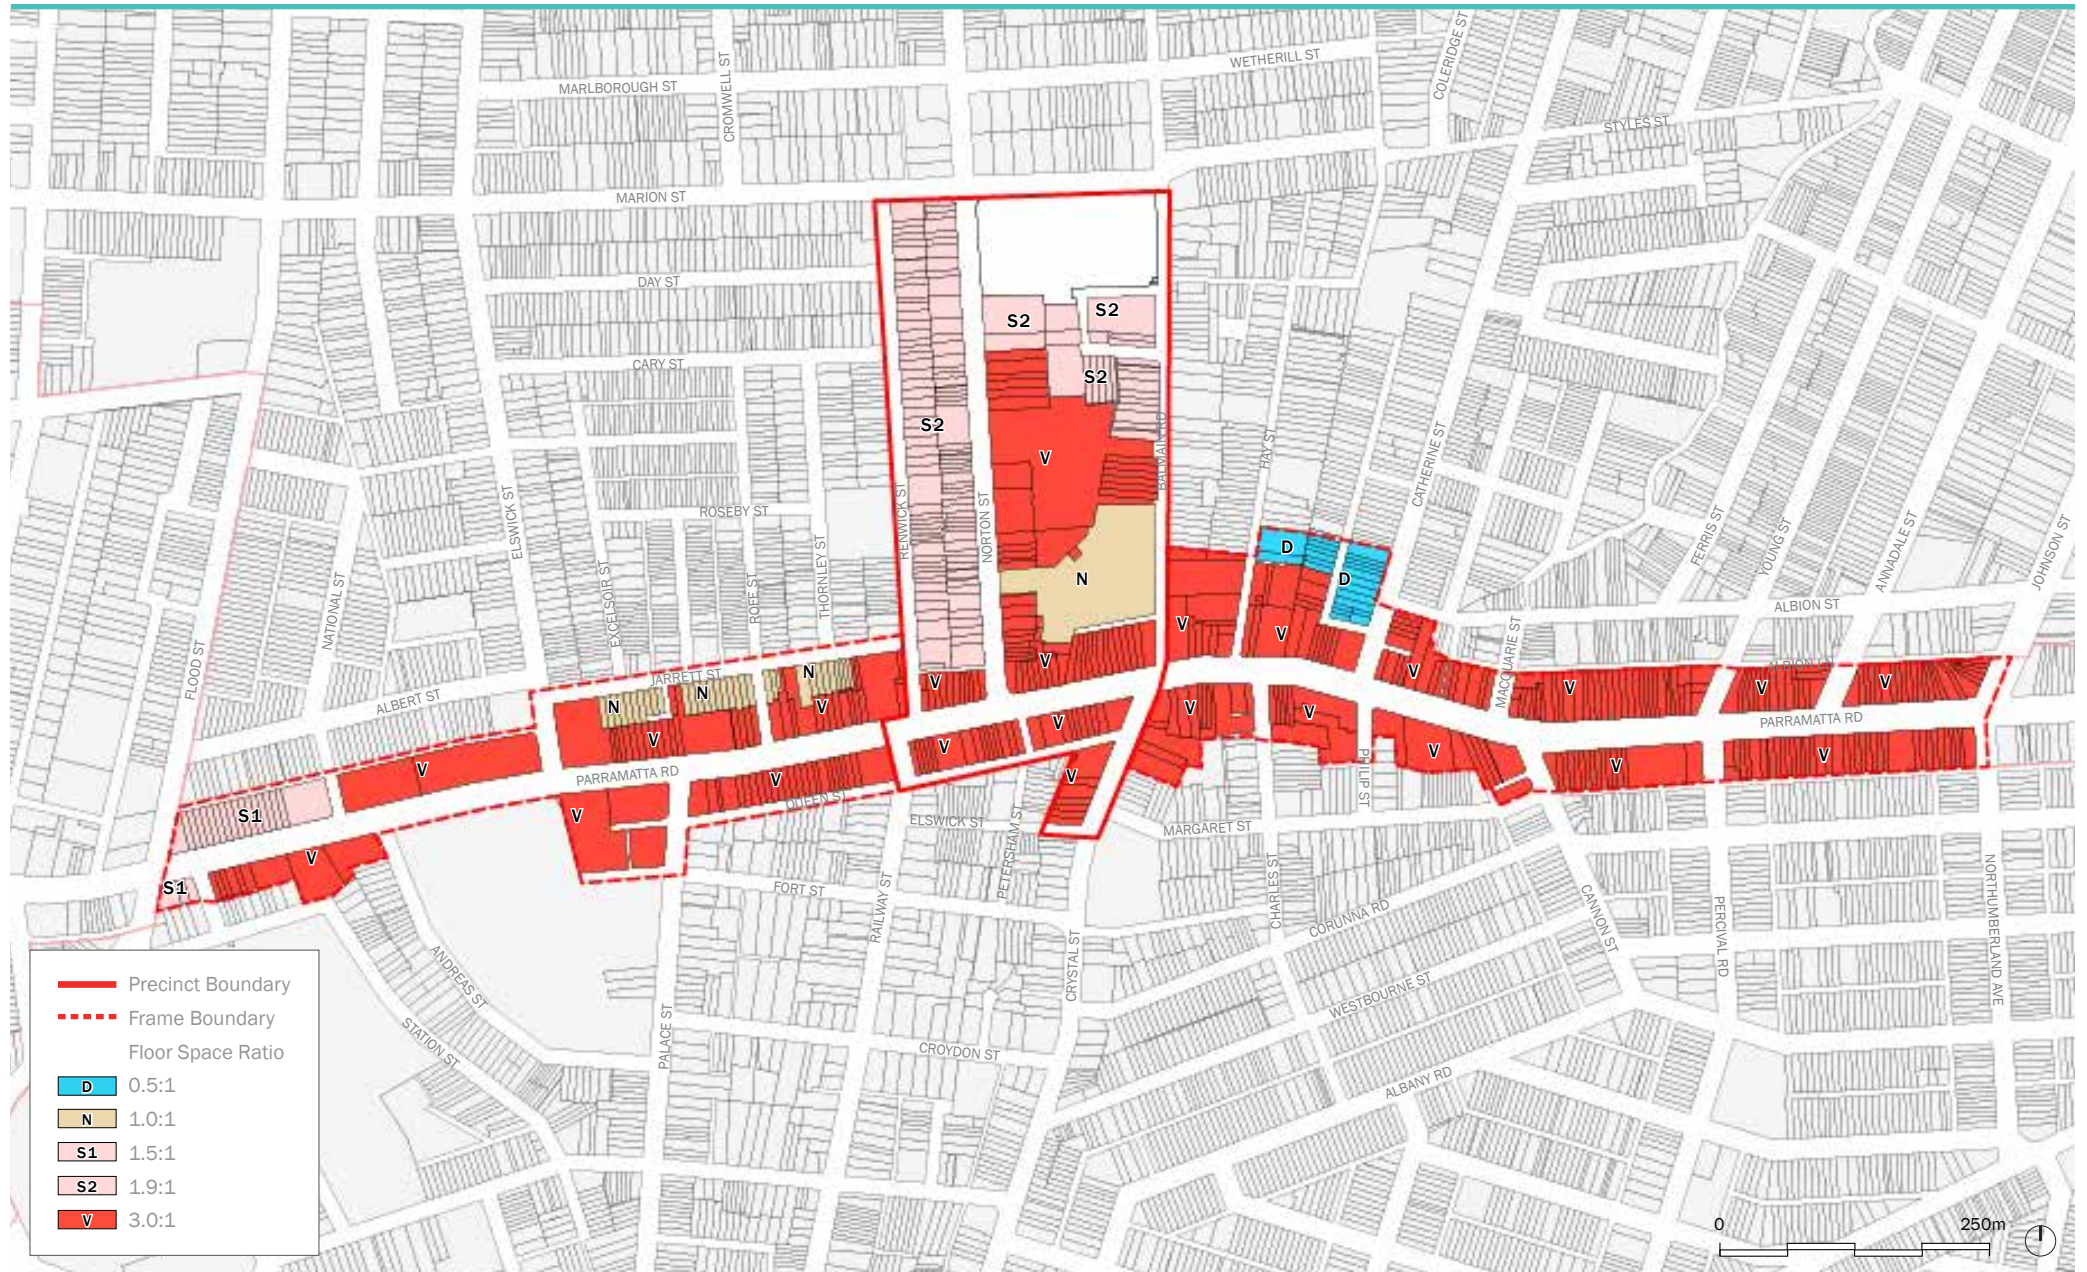 MARLBOROUGH ST
CROMWELL ST
WETHERILL ST
COLERIDGE ST
STYLES ST
MARION ST
DAY ST
CARY ST
S2
S2
S2
S2
V
BALMAIN RD
HAY ST
CATHERINE ST
ROSEBY ST
ELSWICK ST
RENWICK ST
NORTON ST
FERRIS ST
YOUNG ST
ANNADALE ST
JOHNSON ST
NATIONAL ST
EXCELSOIR ST
ROFE ST
THORNLEY ST
D
D
N
ALBION ST
FLOOD ST
ALBERT ST
JARRETT ST
MACQUARIE ST
ALBION LN
N
N
N
V
V
V
V
V
V
V
V
V
V
PARRAMATTA RD
V
V
V
V
V
V
V
V
V
PARRAMATTA RD
V
V
V
QUEEN ST
PHILIP ST
S1
V
V
S1
ELSWICK ST
PETERSHAM ST
MARGARET ST
FORT ST
RAILWAY ST
CHARLES ST
CORUNNA RD
CANNON ST
PERCIVAL RD
NORTHUMBERLAND AVE
ANDREAS ST
STATION ST
PALACE ST
CRYSTAL ST
CROYDON ST
WESTBOURNE ST
ALBANY RD
Precinct Boundary
Frame Boundary
Floor Space Ratio
D 0.5:1
N 1.0:1
S1 1.5:1
S2 1.9:1
V 3.0:1
0 250m